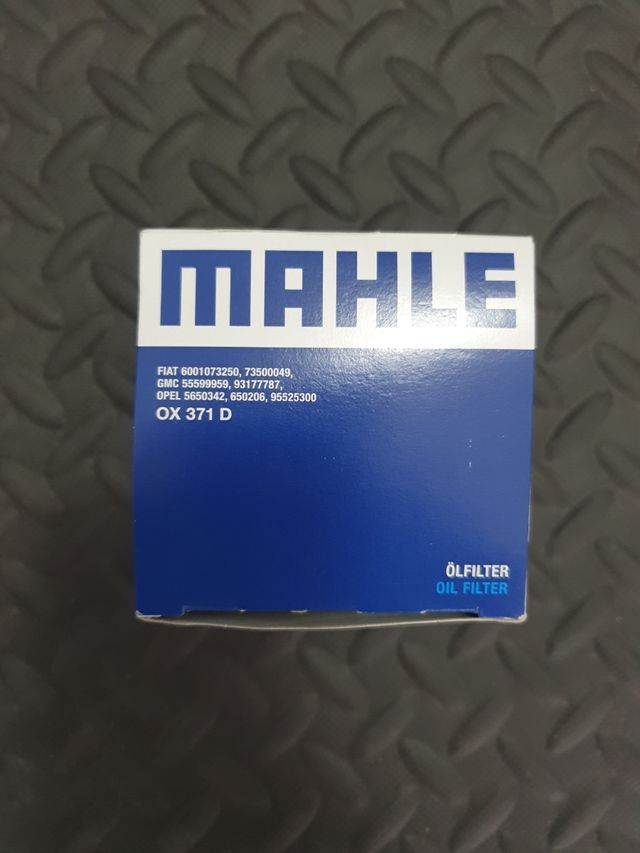 MAHLE
FIAT 6001073250, 73500049,
GMC 55599959, 93177787,
OPEL 5650342, 650206, 95525300
OX 371 D
ÖLFILTER
OIL FILTER